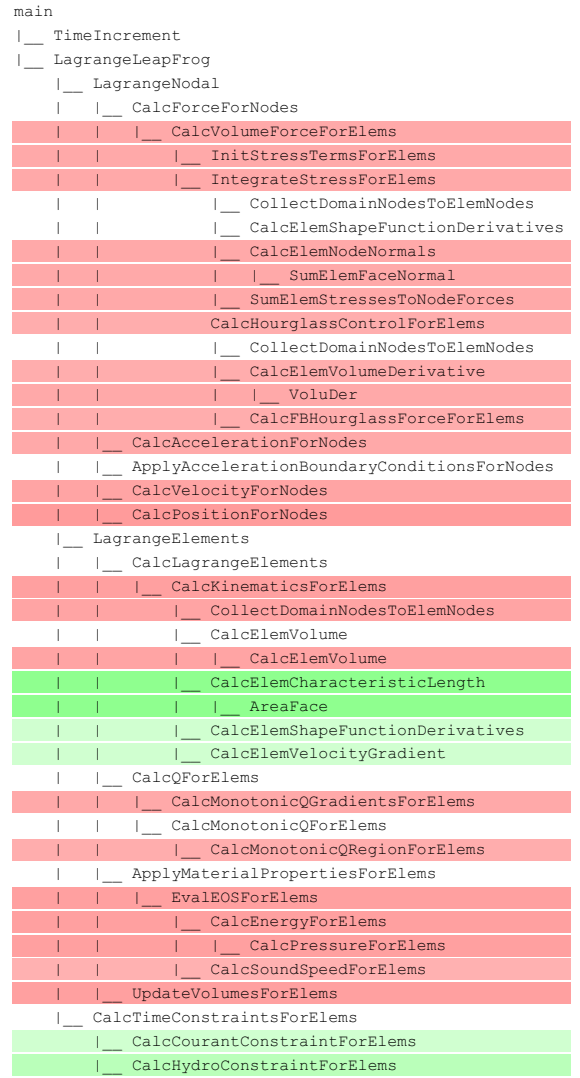 main
|__ TimeIncrement
|__ LagrangeLeapFrog
    |__ LagrangeNodal
    |   |__ CalcForceForNodes
    |   |   |__ CalcVolumeForceForElems
    |   |       |__ InitStressTermsForElems
    |   |       |__ IntegrateStressForElems
    |   |           |__ CollectDomainNodesToElemNodes
    |   |           |__ CalcElemShapeFunctionDerivatives
    |   |           |__ CalcElemNodeNormals
    |   |           |   |__ SumElemFaceNormal
    |   |           |__ SumElemStressesToNodeForces
    |   |           CalcHourglassControlForElems
    |   |           |__ CollectDomainNodesToElemNodes
    |   |           |__ CalcElemVolumeDerivative
    |   |           |   |__ VoluDer
    |   |           |__ CalcFBHourglassForceForElems
    |   |__ CalcAccelerationForNodes
    |   |__ ApplyAccelerationBoundaryConditionsForNodes
    |   |__ CalcVelocityForNodes
    |   |__ CalcPositionForNodes
    |__ LagrangeElements
    |   |__ CalcLagrangeElements
    |   |   |__ CalcKinematicsForElems
    |   |       |__ CollectDomainNodesToElemNodes
    |   |       |__ CalcElemVolume
    |   |       |   |__ CalcElemVolume
    |   |       |__ CalcElemCharacteristicLength
    |   |       |   |__ AreaFace
    |   |       |__ CalcElemShapeFunctionDerivatives
    |   |       |__ CalcElemVelocityGradient
    |   |__ CalcQForElems
    |   |   |__ CalcMonotonicQGradientsForElems
    |   |   |__ CalcMonotonicQForElems
    |   |       |__ CalcMonotonicQRegionForElems
    |   |__ ApplyMaterialPropertiesForElems
    |   |   |__ EvalEOSForElems
    |   |       |__ CalcEnergyForElems
    |   |       |   |__ CalcPressureForElems
    |   |       |__ CalcSoundSpeedForElems
    |   |__ UpdateVolumesForElems
    |__ CalcTimeConstraintsForElems
        |__ CalcCourantConstraintForElems
        |__ CalcHydroConstraintForElems